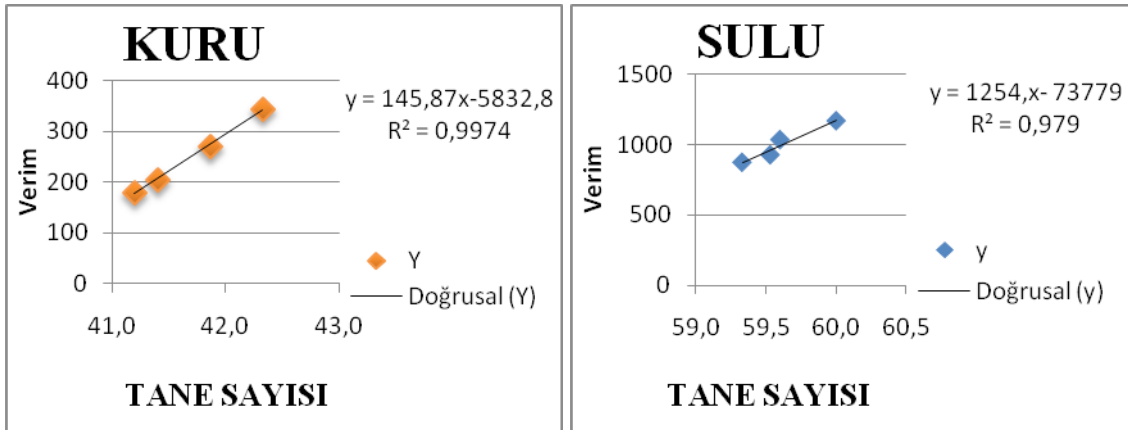 KURU
400
300
200
100
0
41,0 42,0 43,0
Verim
y = 145,87x-5832,8
R² = 0,9974
Y
Doğrusal (Y)
TANE SAYISI
SULU
1500
1000
500
0
59,0 59,5 60,0 60,5
Verim
y = 1254,x- 73779
R² = 0,979
y
Doğrusal (y)
TANE SAYISI